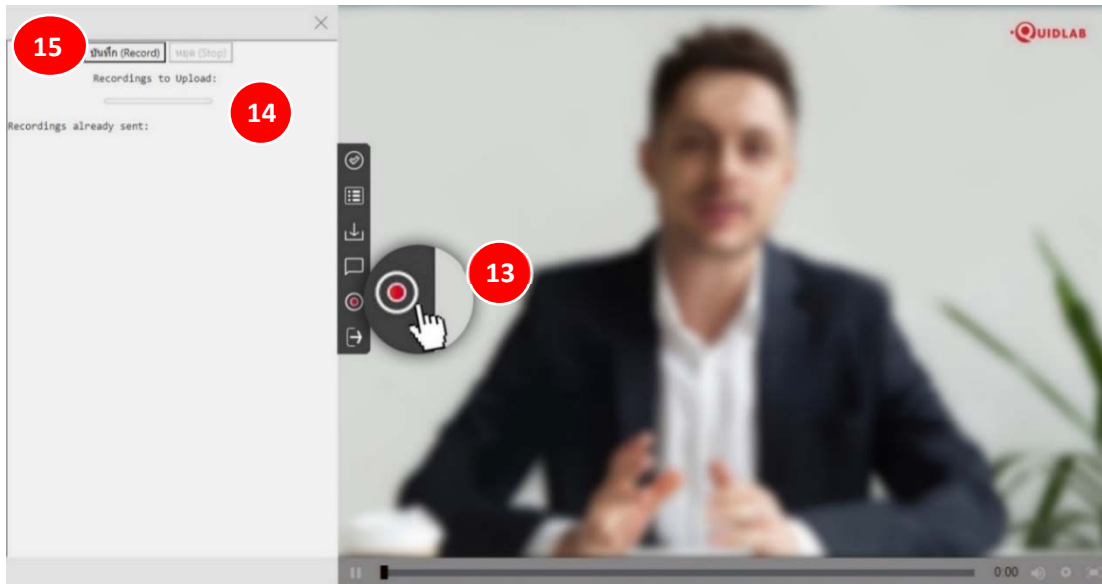 15
บันทึก (Record) หยุด (Stop)
Recordings to Upload:
14
Recordings already sent:
13
QUIDLAB
0:00